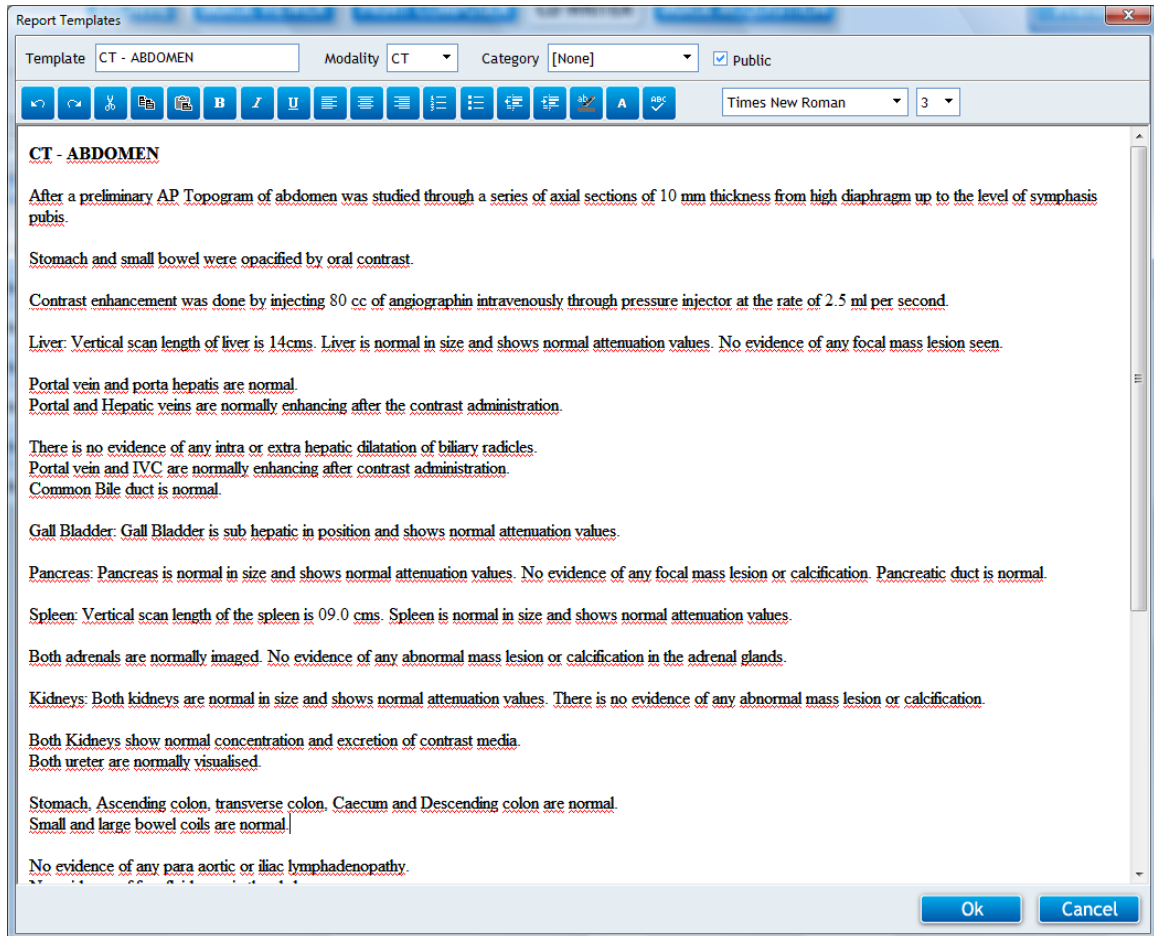 Report Templates
Template CT - ABDOMEN Modality CT Category [None] Public
B I U A ABC Times New Roman 3
CT - ABDOMEN
After a preliminary AP Topogram of abdomen was studied through a series of axial sections of 10 mm thickness from high diaphragm up to the level of symphasis
pubis.
Stomach and small bowel were opacified by oral contrast.
Contrast enhancement was done by injecting 80 cc of angiographin intravenously through pressure injector at the rate of 2.5 ml per second.
Liver: Vertical scan length of liver is 14cms. Liver is normal in size and shows normal attenuation values. No evidence of any focal mass lesion seen.
Portal vein and porta hepatis are normal.
Portal and Hepatic veins are normally enhancing after the contrast administration.
There is no evidence of any intra or extra hepatic dilatation of biliary radicles.
Portal vein and IVC are normally enhancing after contrast administration.
Common Bile duct is normal.
Gall Bladder: Gall Bladder is sub hepatic in position and shows normal attenuation values.
Pancreas: Pancreas is normal in size and shows normal attenuation values. No evidence of any focal mass lesion or calcification. Pancreatic duct is normal.
Spleen: Vertical scan length of the spleen is 09.0 cms. Spleen is normal in size and shows normal attenuation values.
Both adrenals are normally imaged. No evidence of any abnormal mass lesion or calcification in the adrenal glands.
Kidneys: Both kidneys are normal in size and shows normal attenuation values. There is no evidence of any abnormal mass lesion or calcification.
Both Kidneys show normal concentration and excretion of contrast media.
Both ureter are normally visualised.
Stomach, Ascending colon, transverse colon, Caecum and Descending colon are normal.
Small and large bowel coils are normal.
No evidence of any para aortic or iliac lymphadenopathy.
Ok Cancel